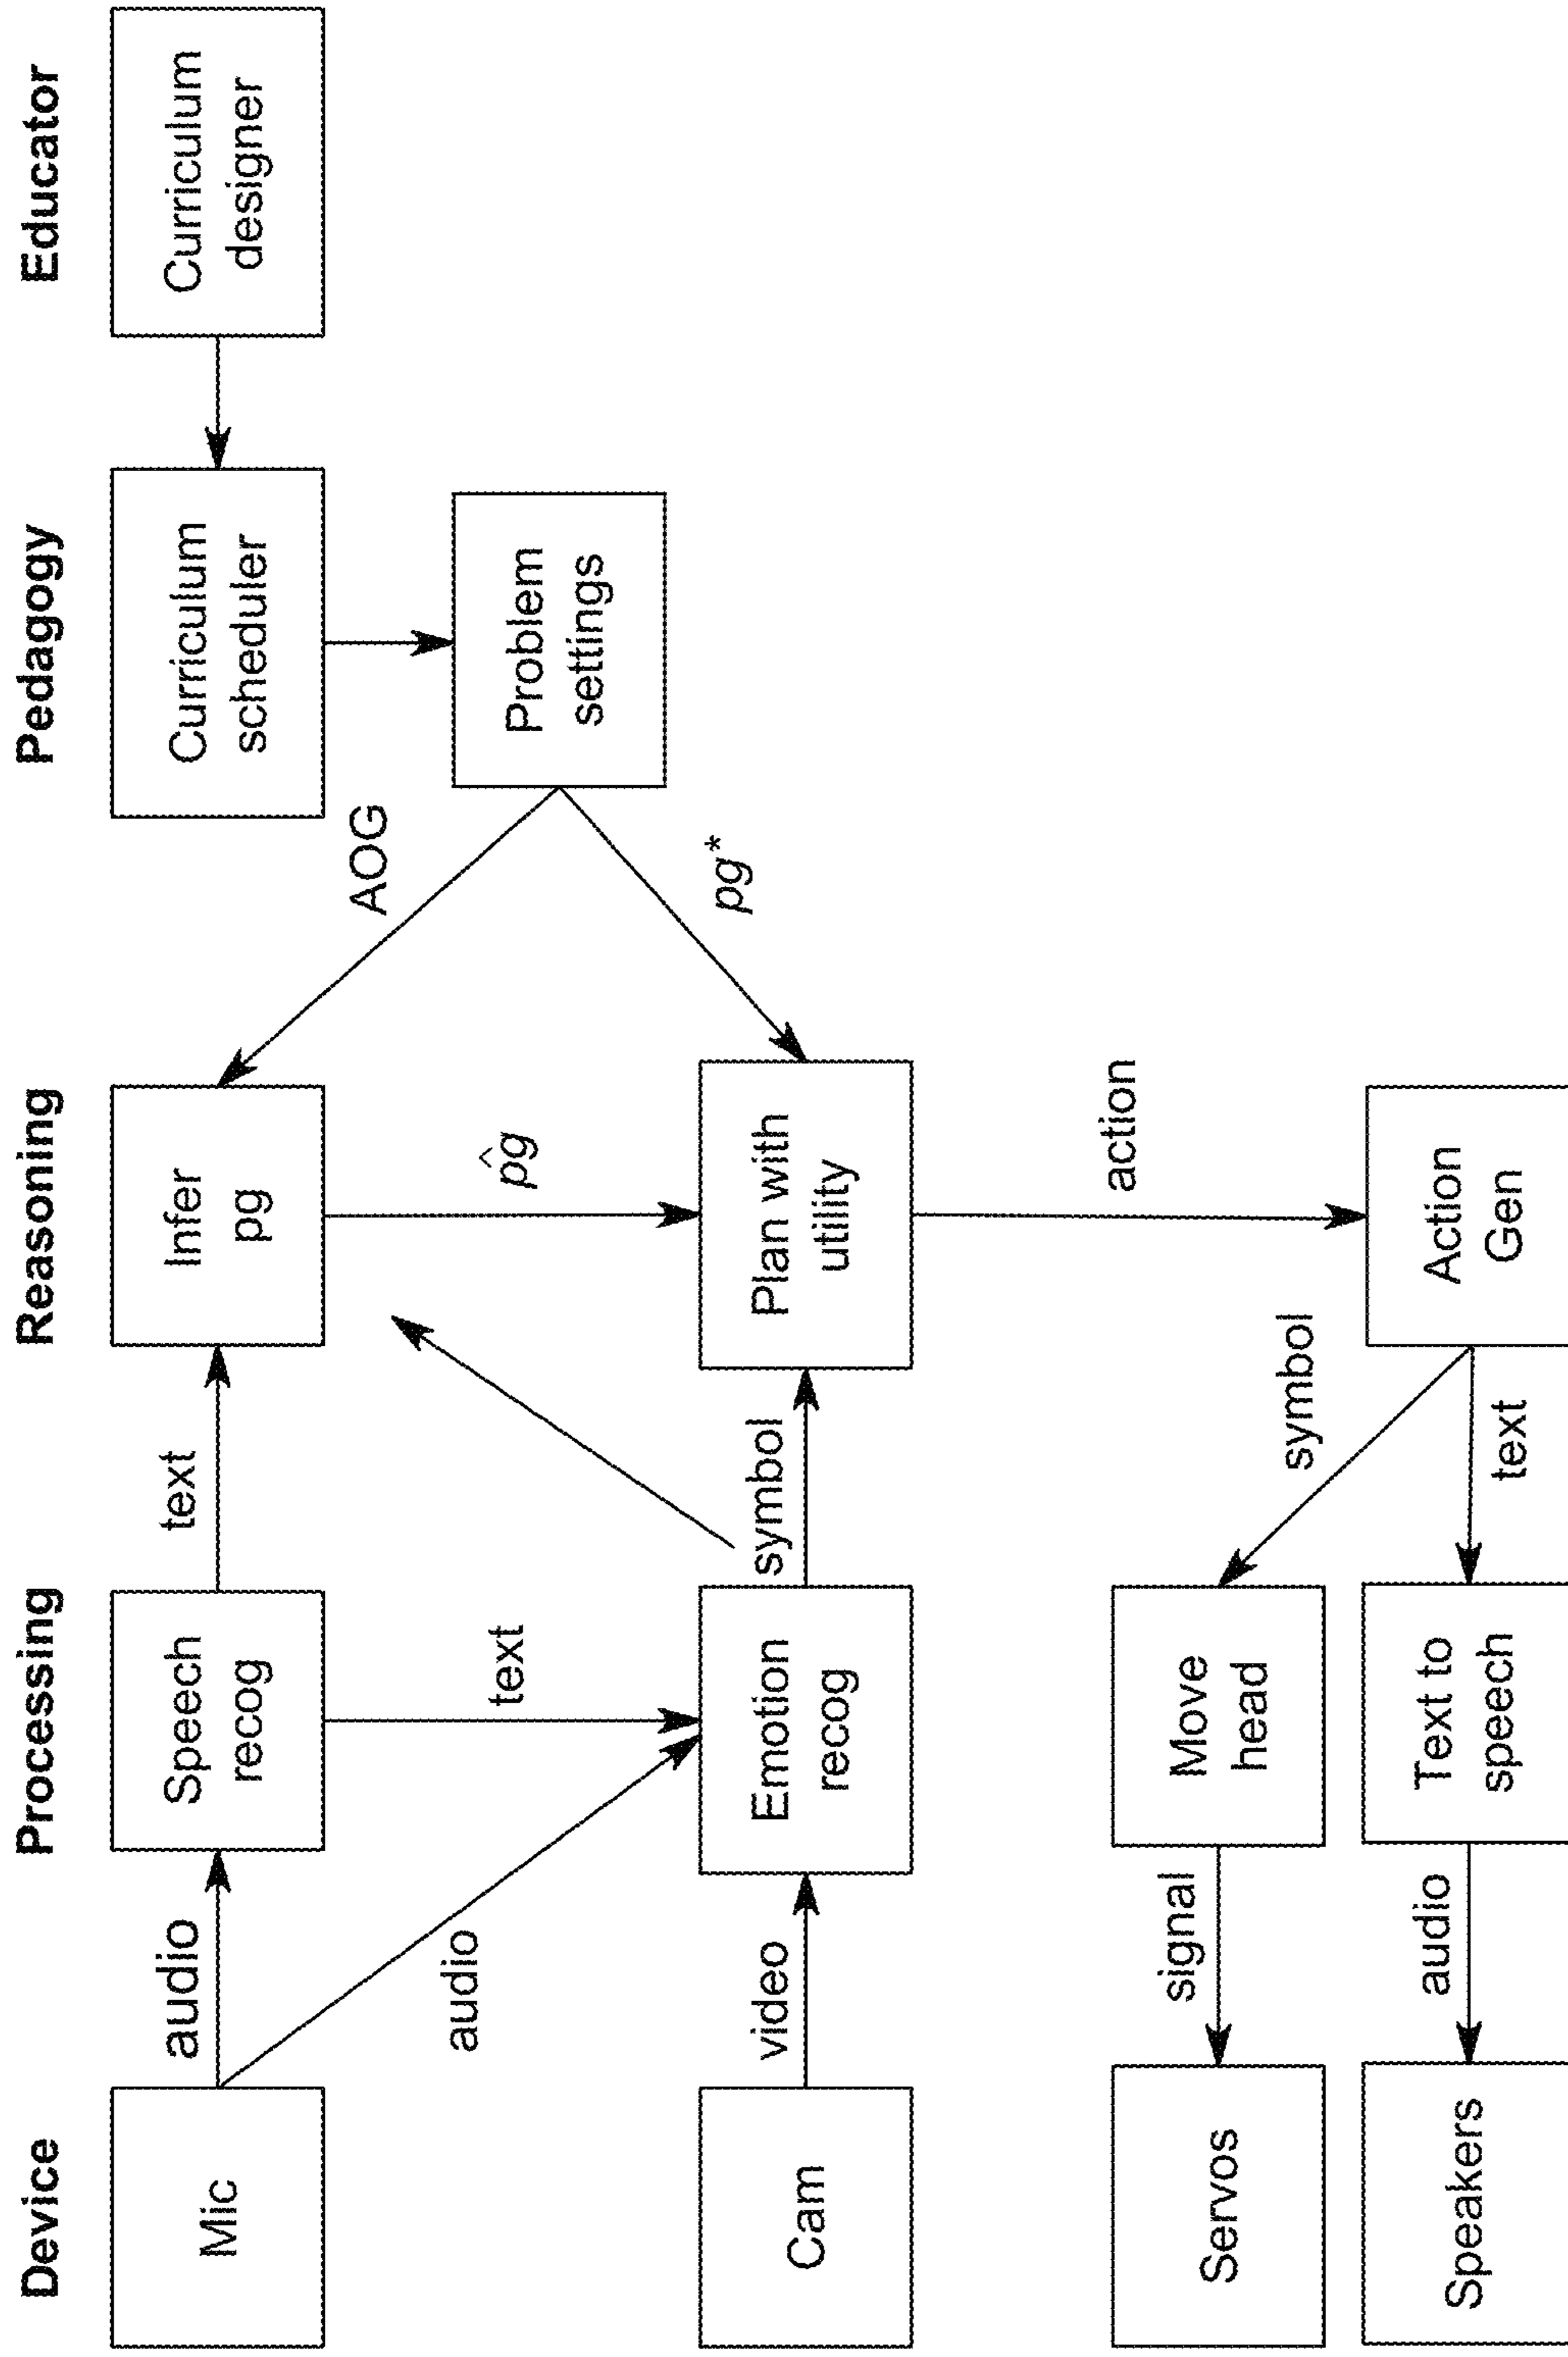 Device
Processing
Reasoning
Pedagogy
Educator
Mic
audio
Speech
recog
text
Infer
pg
Curriculum
scheduler
Curriculum
designer
audio
text
p̂g
AOG
Problem
settings
pg*
Cam
video
Emotion
recog
symbol
Plan with
utility
action
Servos
signal
Move
head
symbol
Action
Gen
Speakers
audio
Text to
speech
text